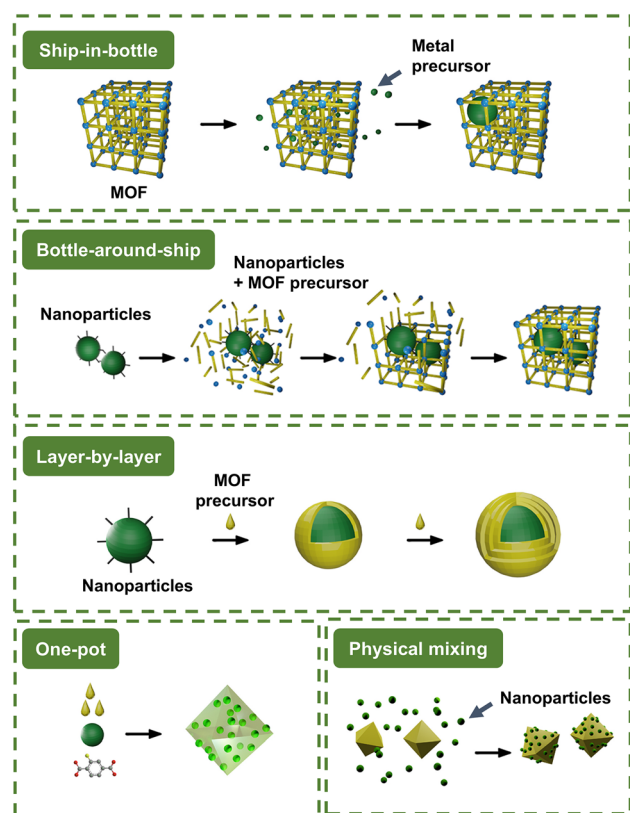 Ship-in-bottle
Metal
precursor
MOF
Bottle-around-ship
Nanoparticles
+ MOF precursor
Nanoparticles
Layer-by-layer
MOF
precursor
Nanoparticles
One-pot
Physical mixing
Nanoparticles